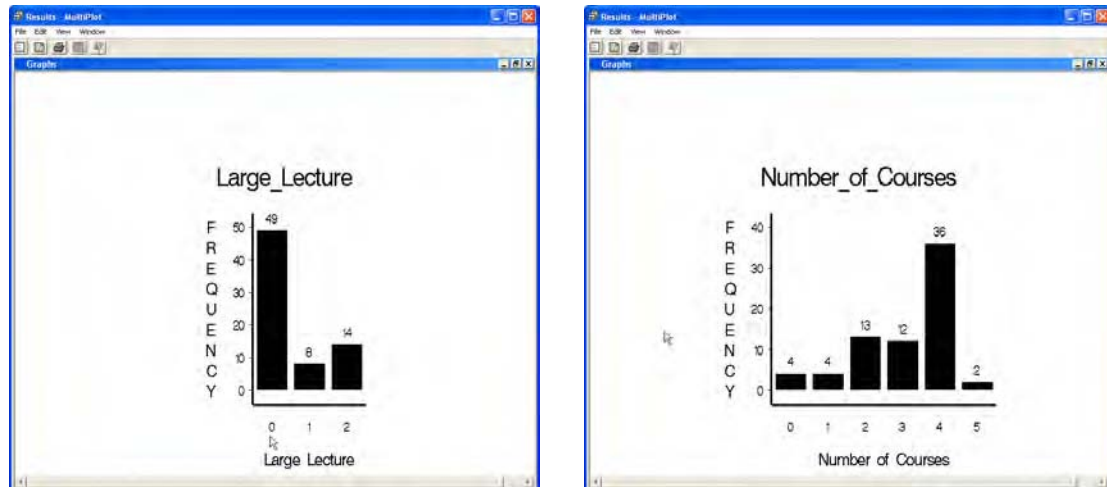 Results - MultiPlot
File Edit View Window
Graphs
Large_Lecture
FREQUENCY
50
40
30
20
10
0
49
8
14
0 1 2
Large Lecture
Results - MultiPlot
File Edit View Window
Graphs
Number_of_Courses
FREQUENCY
40
30
20
10
0
4
4
13
12
36
2
0 1 2 3 4 5
Number of Courses